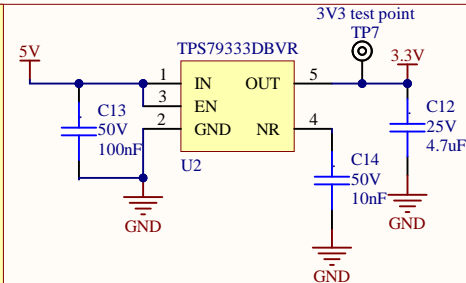 3V3 test point
5V
TPS79333DBVR
TP7
3.3V
1
IN
OUT
5
3
EN
2
GND
NR
4
C13
50V
100nF
U2
C12
25V
4.7uF
C14
50V
10nF
GND
GND
GND